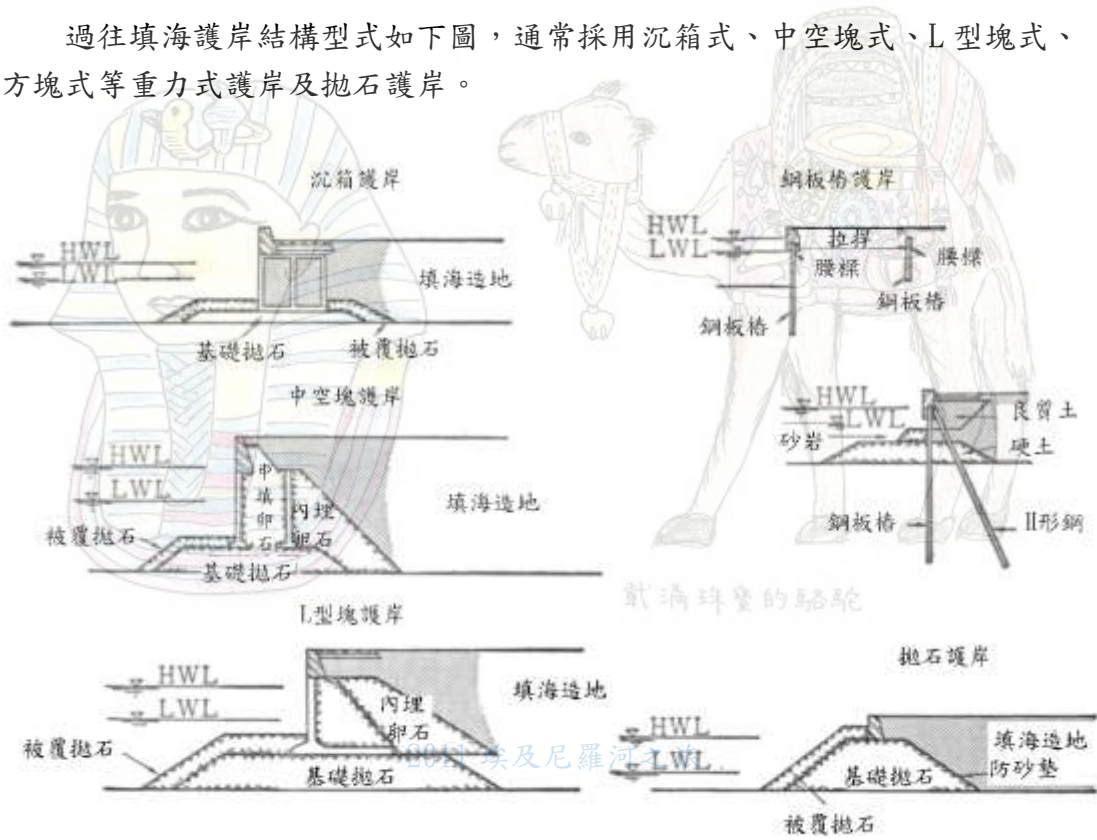 過往填海護岸結構型式如下圖，通常採用沉箱式、中空塊式、L型塊式、
方塊式等重力式護岸及拋石護岸。
沉箱護岸
HWL
LWL
填海造地
基礎拋石
被覆拋石
鋼板樁護岸
HWL
LWL
拉桿
腰樑
腰樑
鋼板樁
鋼板樁
中空塊護岸
HWL
LWL
中填卵石
內埋
卵石
填海造地
被覆拋石
基礎拋石
HWL
LWL
砂岩
良質土
硬土
鋼板樁
H形鋼
戴滿珠寶的駱駝
L型塊護岸
HWL
LWL
內埋
卵石
填海造地
被覆拋石
基礎拋石
2011 埃及尼羅河之旅
拋石護岸
HWL
LWL
填海造地
防砂墊
基礎拋石
被覆拋石